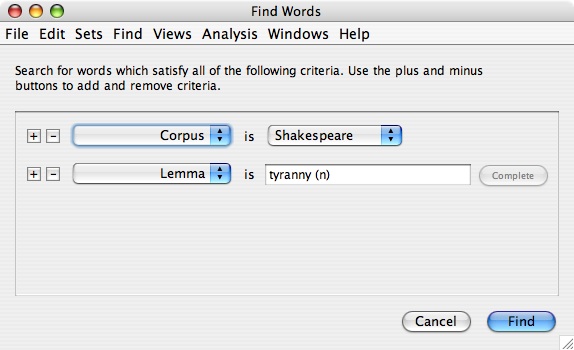 Find Words
File Edit Sets Find Views Analysis Windows Help
Search for words which satisfy all of the following criteria. Use the plus and minus
buttons to add and remove criteria.
+ - Corpus is Shakespeare
+ - Lemma is tyranny (n) Complete
Cancel Find